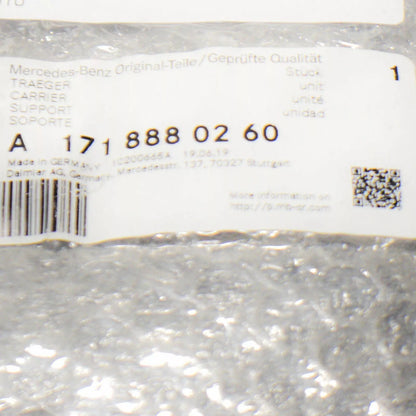 Mercedes-Benz Original-Teile/Geprüfte Qualität
TRAEGER Stück 1
CARRIER unit
SUPPORT unité
SOPORTE unidad
A 171 888 02 60
Made in GERMANY 10200665A 19.06.19
Daimler AG, Germany Mercedesstr. 137, 70327 Stuttgart
More information on